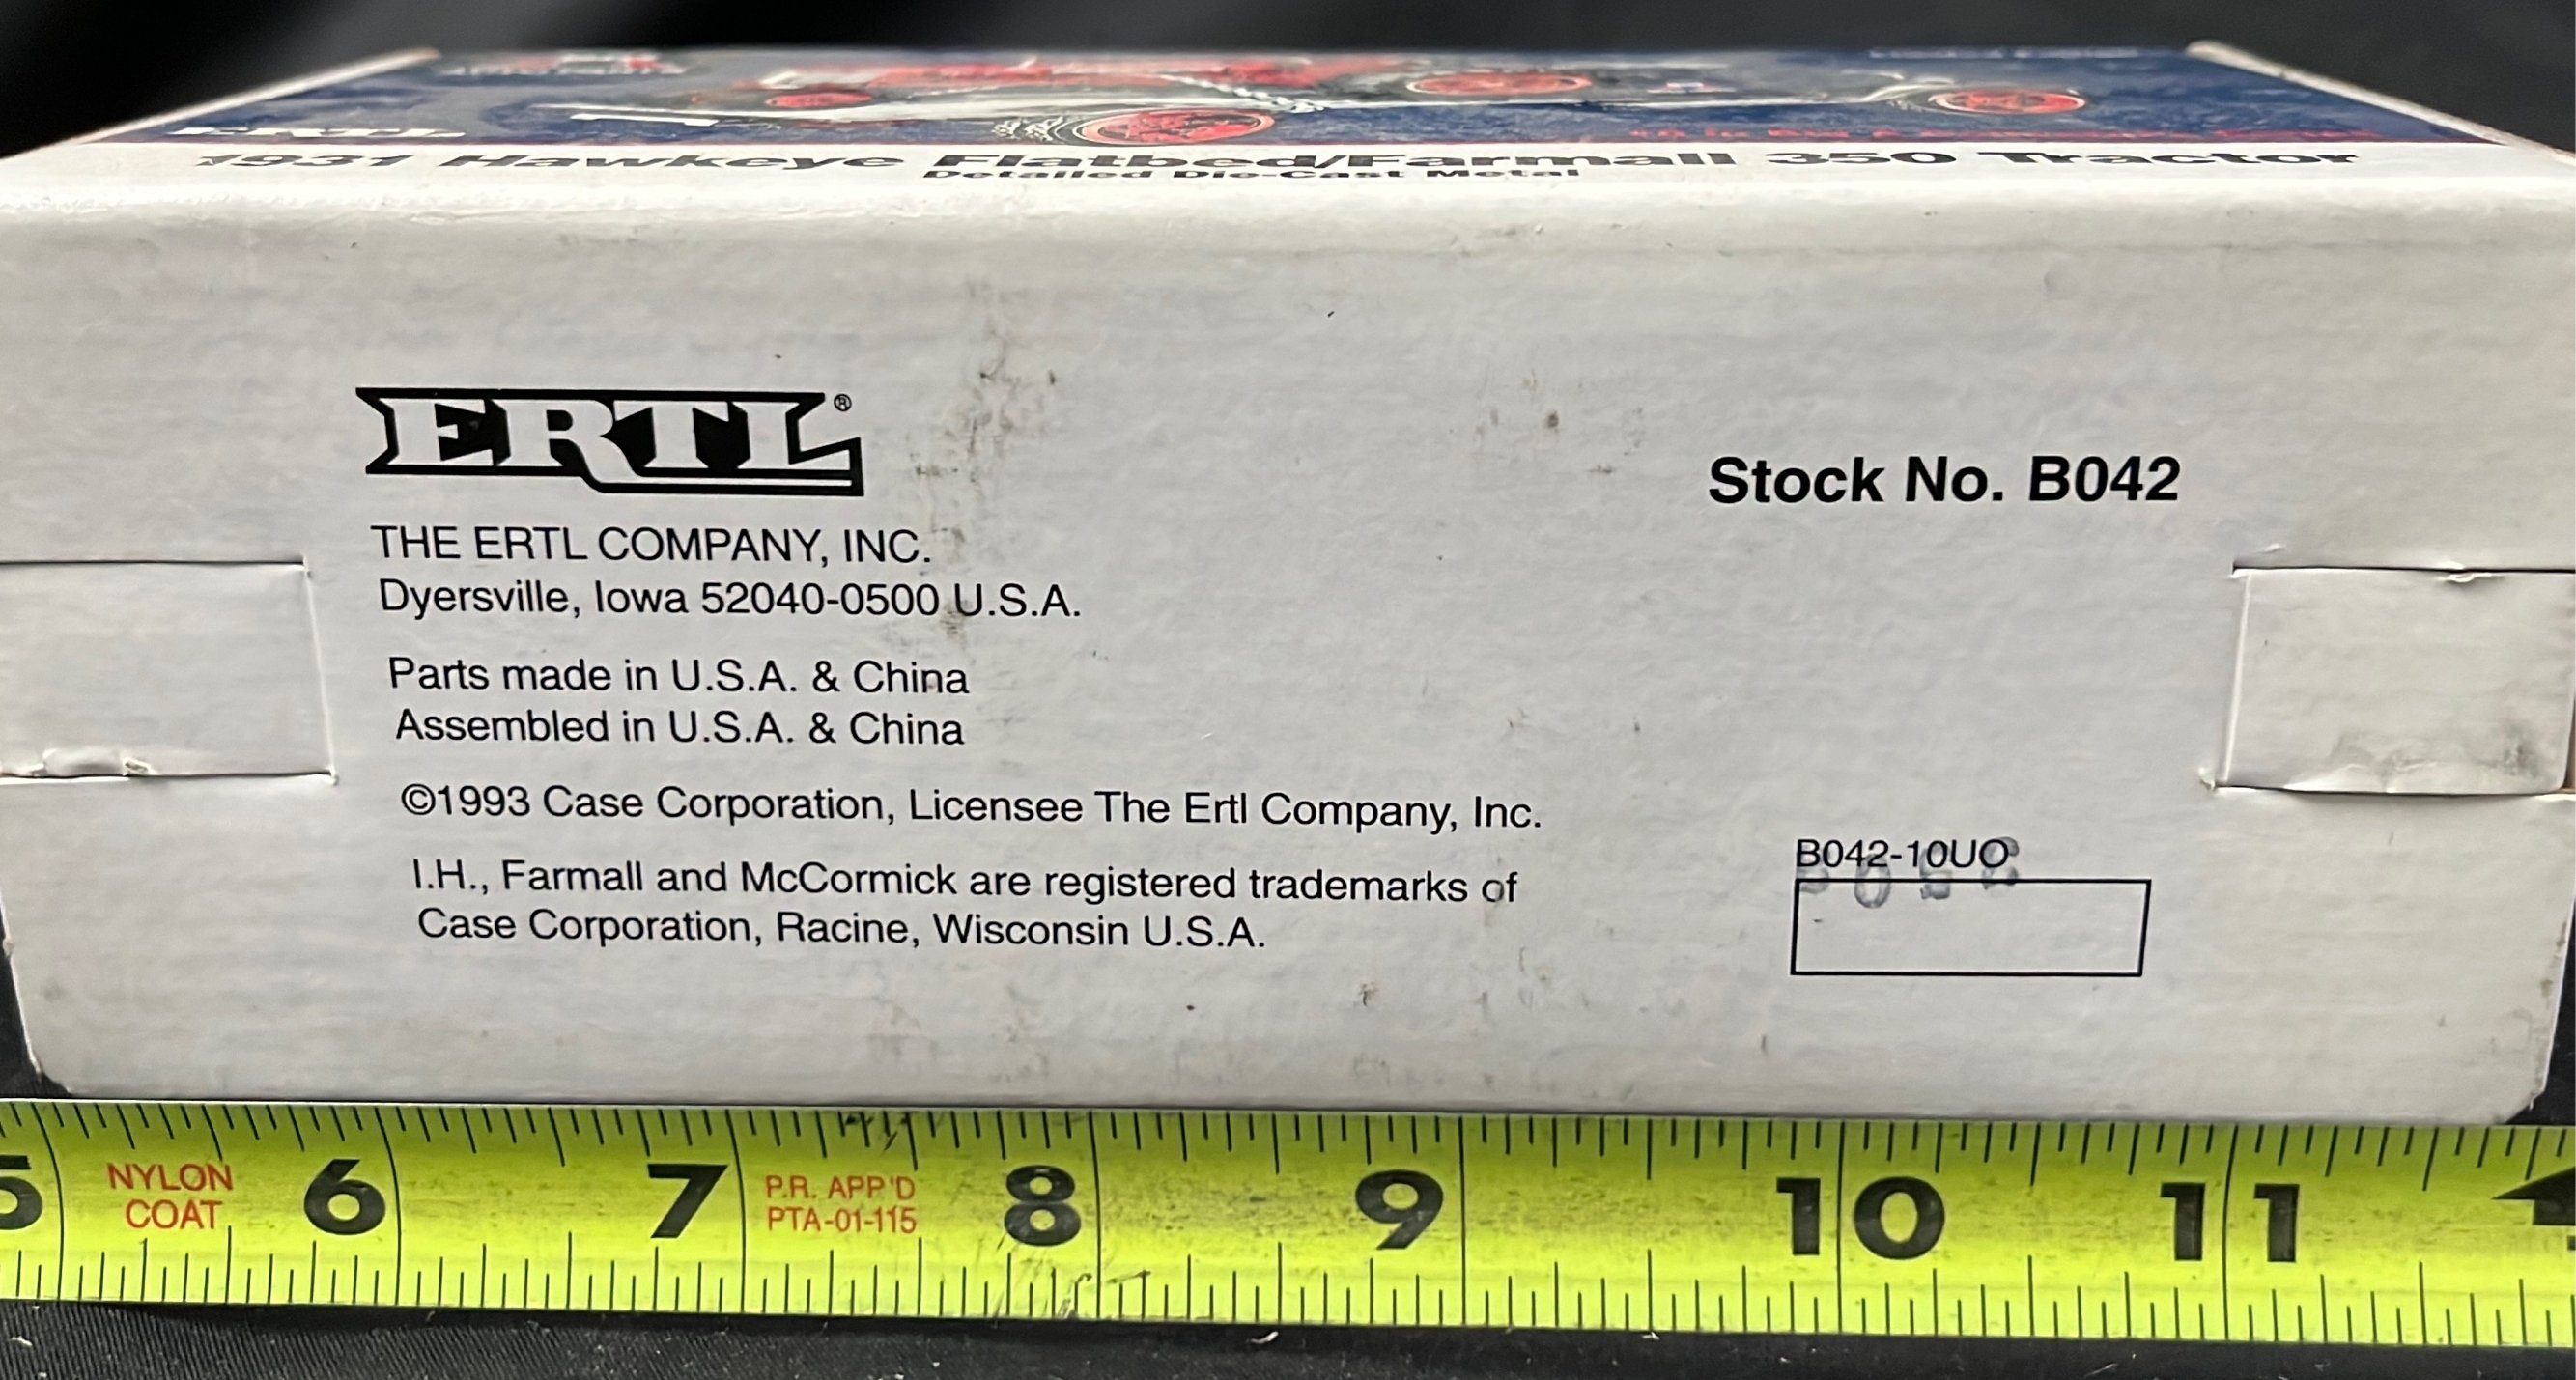 ERTL
1931 Hawkeye Flatbed/Farmall 350 Tractor
Detailed Die-Cast Metal
ERTL®
THE ERTL COMPANY, INC.
Dyersville, Iowa 52040-0500 U.S.A.
Parts made in U.S.A. & China
Assembled in U.S.A. & China
©1993 Case Corporation, Licensee The Ertl Company, Inc.
I.H., Farmall and McCormick are registered trademarks of
Case Corporation, Racine, Wisconsin U.S.A.
Stock No. B042
B042-10UO
5 6 7 8 9 10 11
NYLON
COAT
P.R. APP'D
PTA-01-115